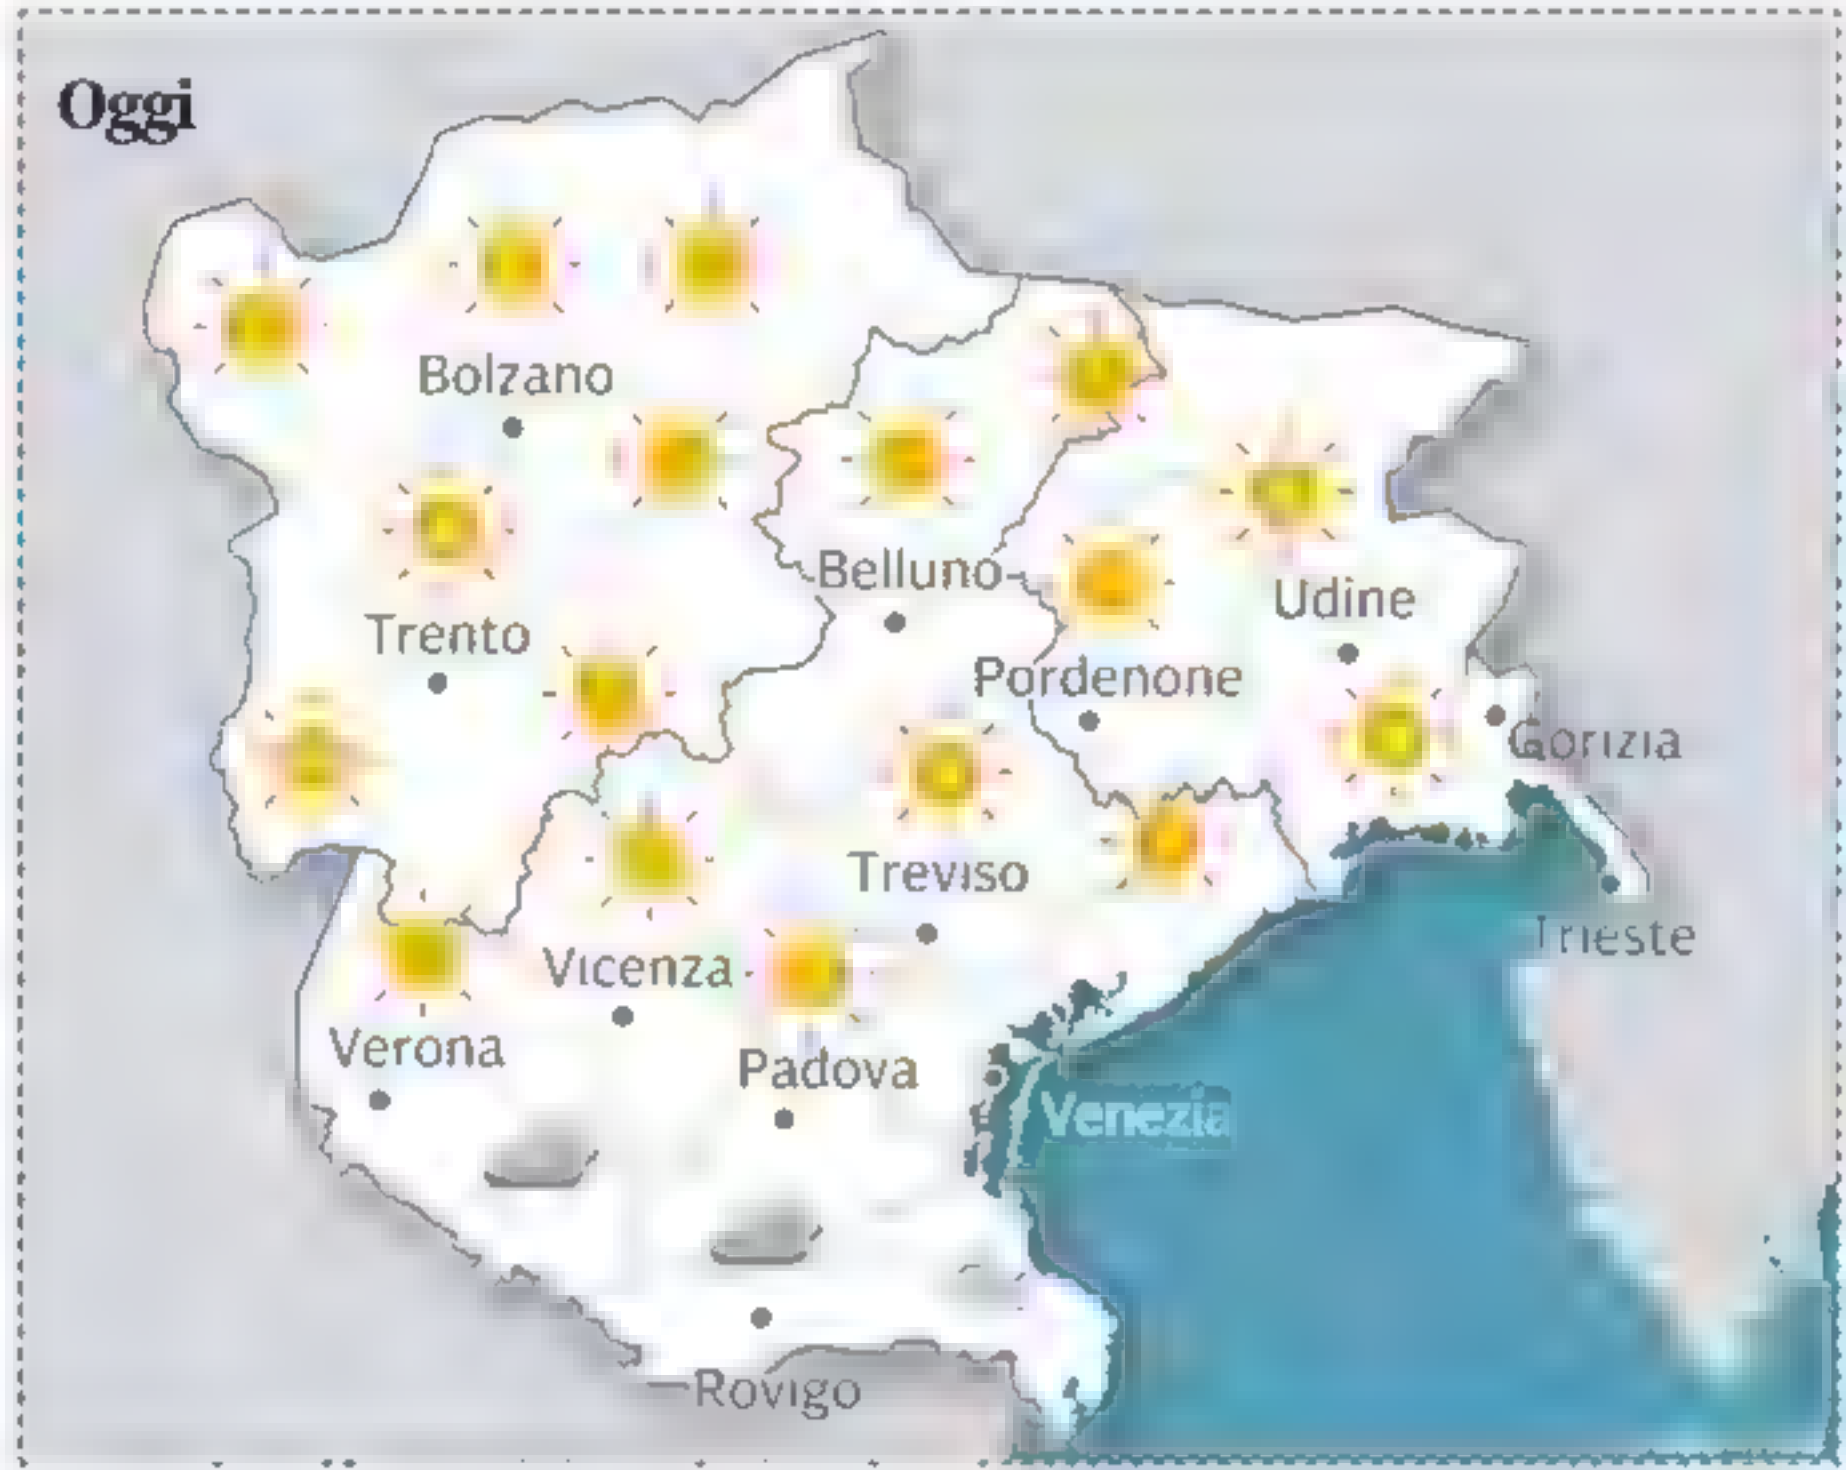 Oggi
Bolzano
Trento
Belluno
Udine
Pordenone
Gorizia
Treviso
Trieste
Vicenza
Verona
Padova
Venezia
Rovigo